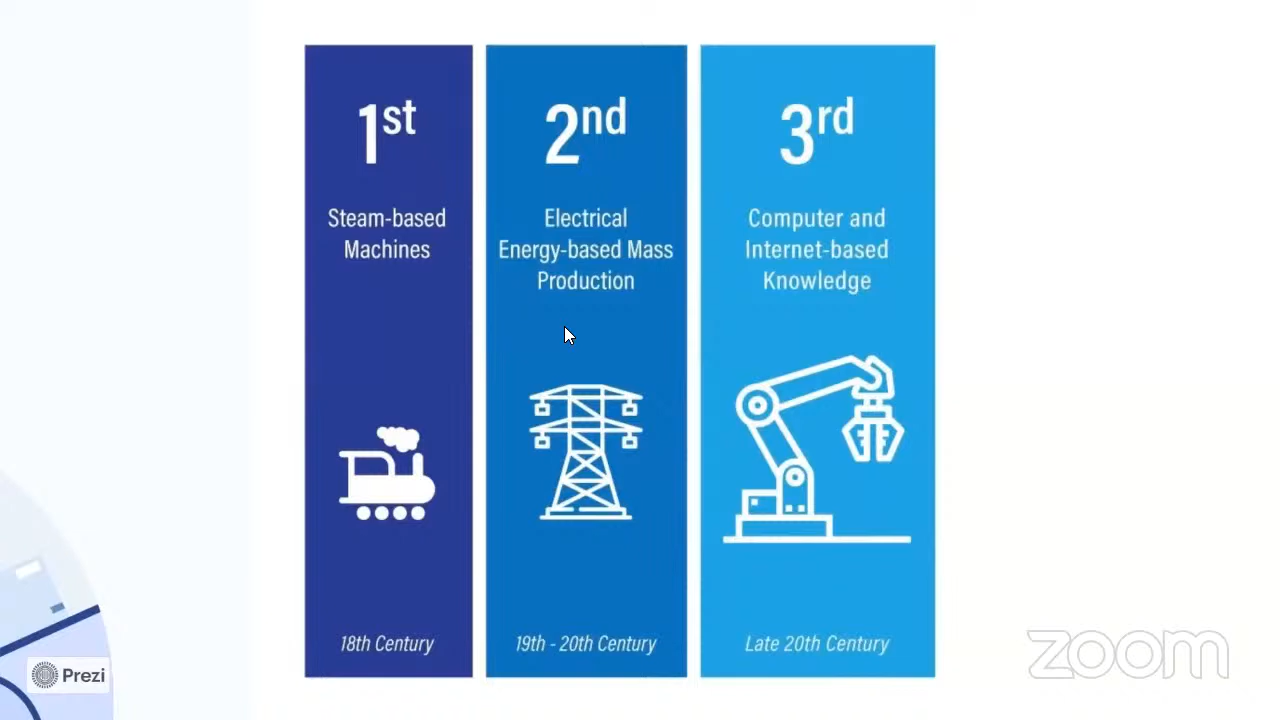 1st
Steam-based
Machines
18th Century
2nd
Electrical
Energy-based Mass
Production
19th - 20th Century
3rd
Computer and
Internet-based
Knowledge
Late 20th Century
Prezi
zoom